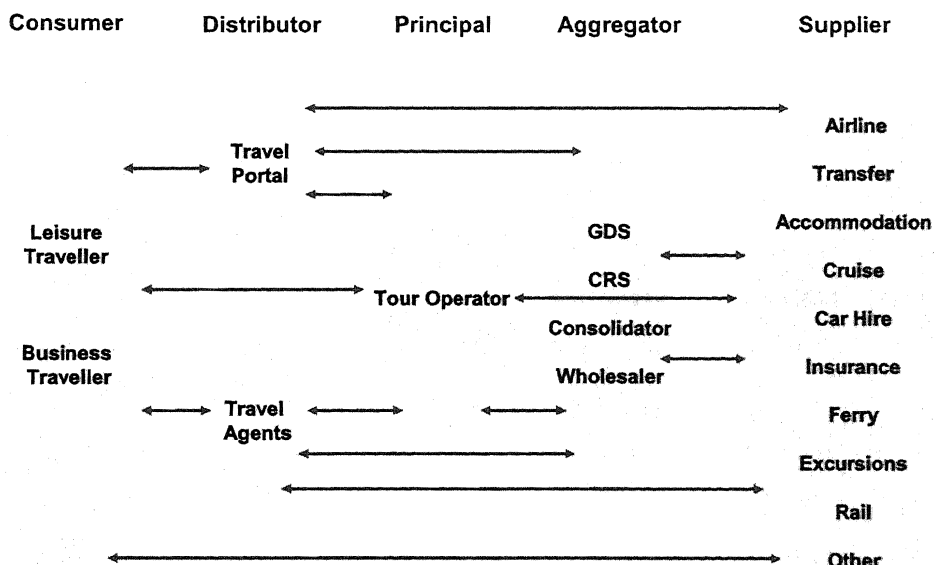 Consumer Distributor Principal Aggregator Supplier
Airline
Travel
Portal
Transfer
Accommodation
Leisure
Traveller
GDS
Cruise
CRS
Tour Operator
Car Hire
Consolidator
Business
Traveller
Insurance
Wholesaler
Travel
Agents
Ferry
Excursions
Rail
Other